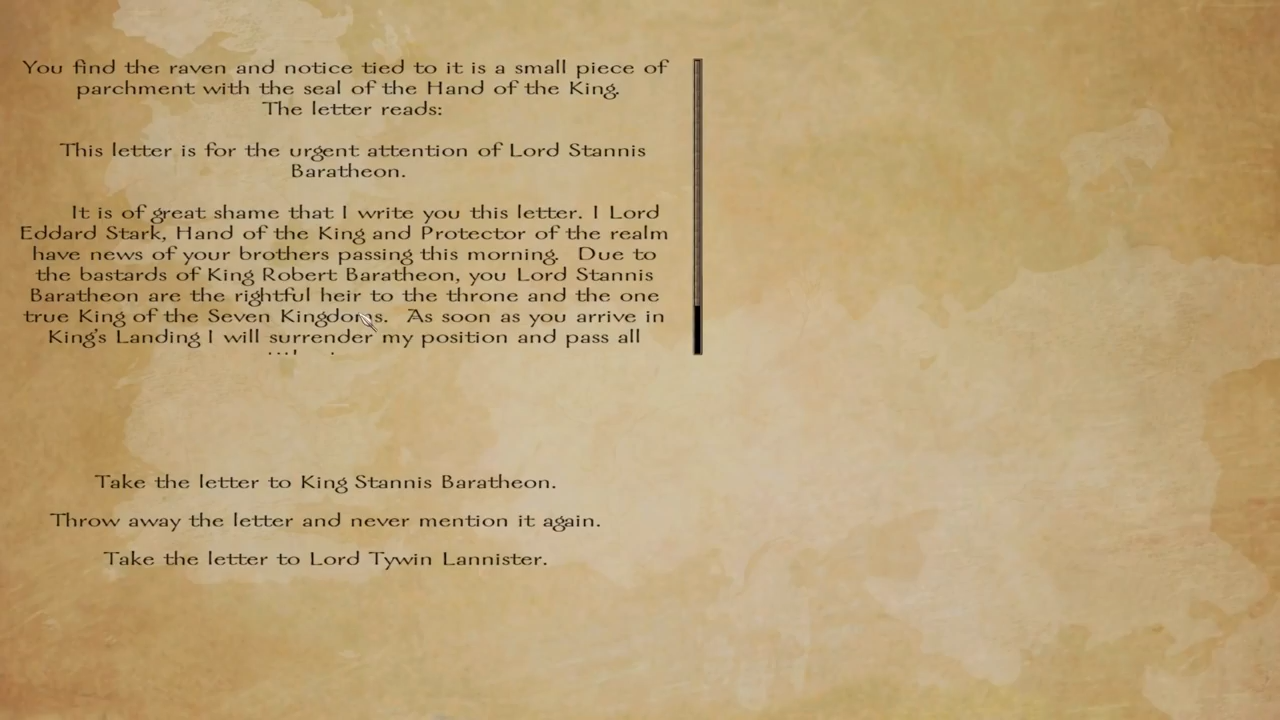 You find the raven and notice tied to it is a small piece of
parchment with the seal of the Hand of the King.
The letter reads:
This letter is for the urgent attention of Lord Stannis
Baratheon.
It is of great shame that I write you this letter. I Lord
Eddard Stark, Hand of the King and Protector of the realm
have news of your brothers passing this morning. Due to
the bastards of King Robert Baratheon, you Lord Stannis
Baratheon are the rightful heir to the throne and the one
true King of the Seven Kingdoms. As soon as you arrive in
King's Landing I will surrender my position and pass all
Take the letter to King Stannis Baratheon.
Throw away the letter and never mention it again.
Take the letter to Lord Tywin Lannister.